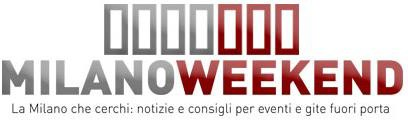 MILANOWEEKEND
La Milano che cerchi: notizie e consigli per eventi e gite fuori porta